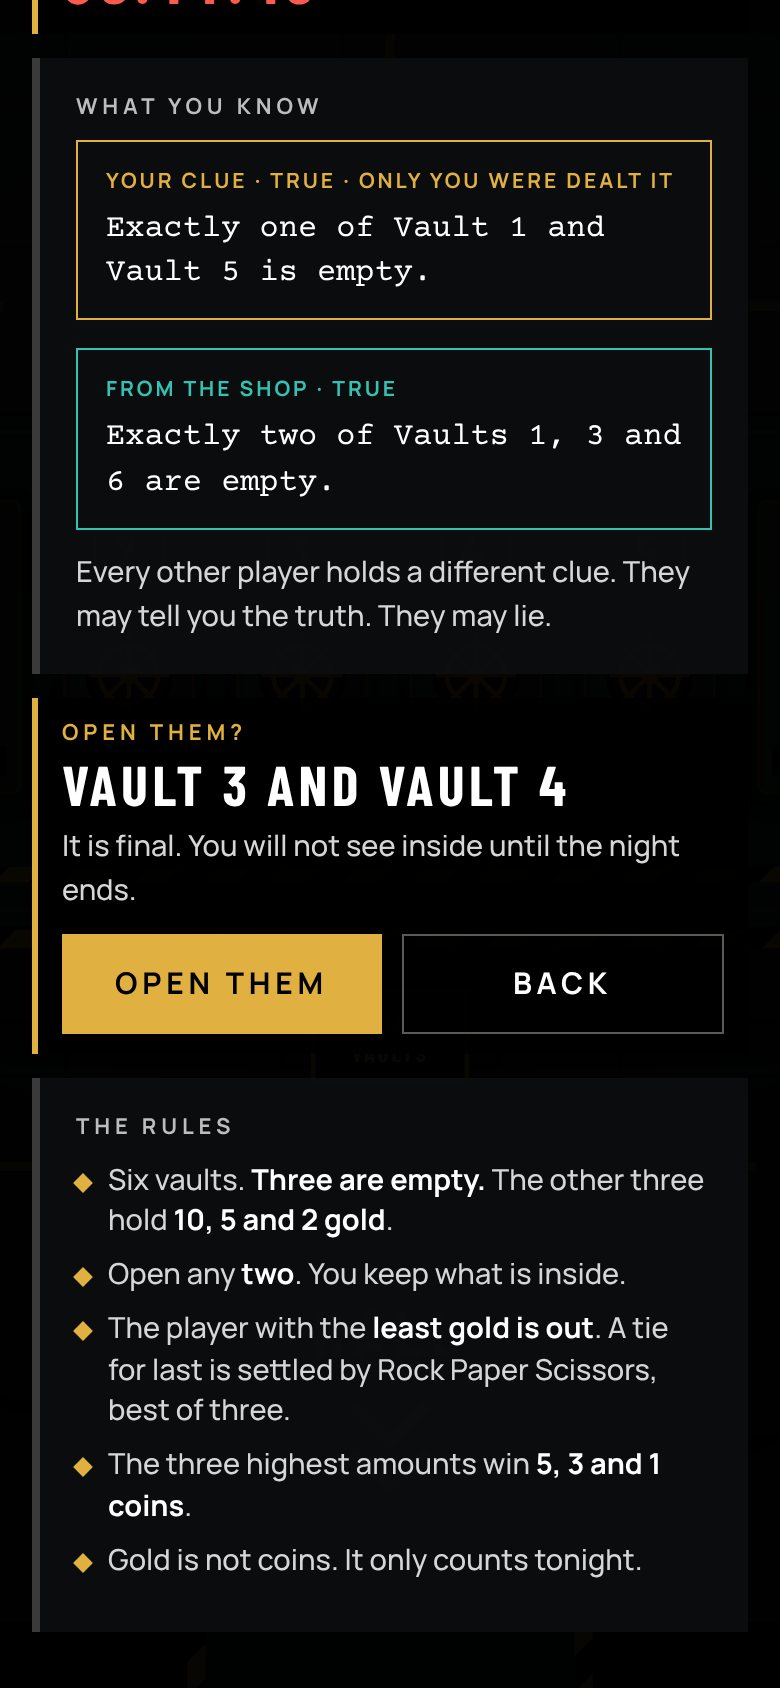 WHAT YOU KNOW
YOUR CLUE · TRUE · ONLY YOU WERE DEALT IT
Exactly one of Vault 1 and
Vault 5 is empty.
FROM THE SHOP · TRUE
Exactly two of Vaults 1, 3 and
6 are empty.
Every other player holds a different clue. They
may tell you the truth. They may lie.
OPEN THEM?
VAULT 3 AND VAULT 4
It is final. You will not see inside until the night
ends.
OPEN THEM
BACK
VAULTS
THE RULES
Six vaults. Three are empty. The other three
hold 10, 5 and 2 gold.
Open any two. You keep what is inside.
The player with the least gold is out. A tie
for last is settled by Rock Paper Scissors,
best of three.
The three highest amounts win 5, 3 and 1
coins.
Gold is not coins. It only counts tonight.